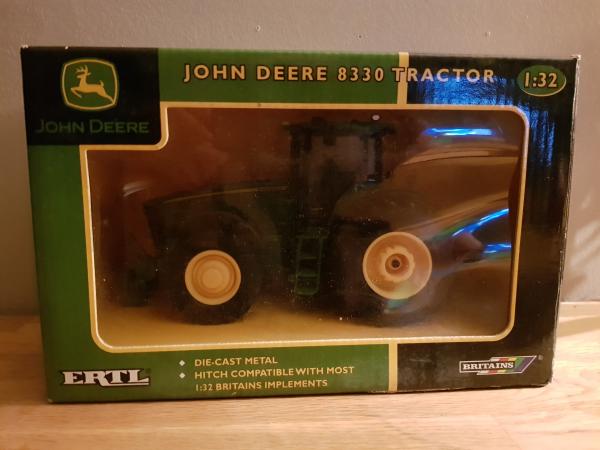 JOHN DEERE 8330 TRACTOR
1:32
JOHN DEERE
ERTL
DIE-CAST METAL
HITCH COMPATIBLE WITH MOST
1:32 BRITAINS IMPLEMENTS
BRITAINS